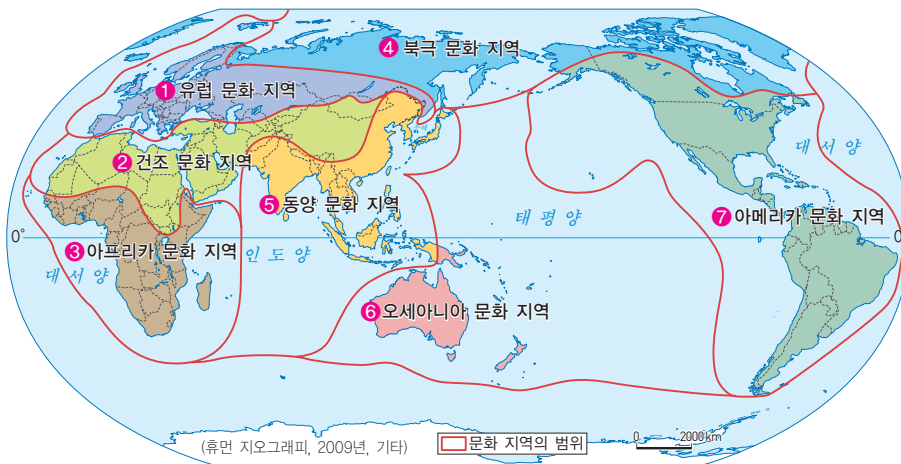 4 북극 문화 지역
1 유럽 문화 지역
대서양
2 건조 문화 지역
5 동양 문화 지역
태평양
7 아메리카 문화 지역
0°
0
3 아프리카 문화 지역
인도양
대서양
6 오세아니아 문화 지역
(휴먼 지오그래피, 2009년, 기타)
문화 지역의 범위
0 2000km